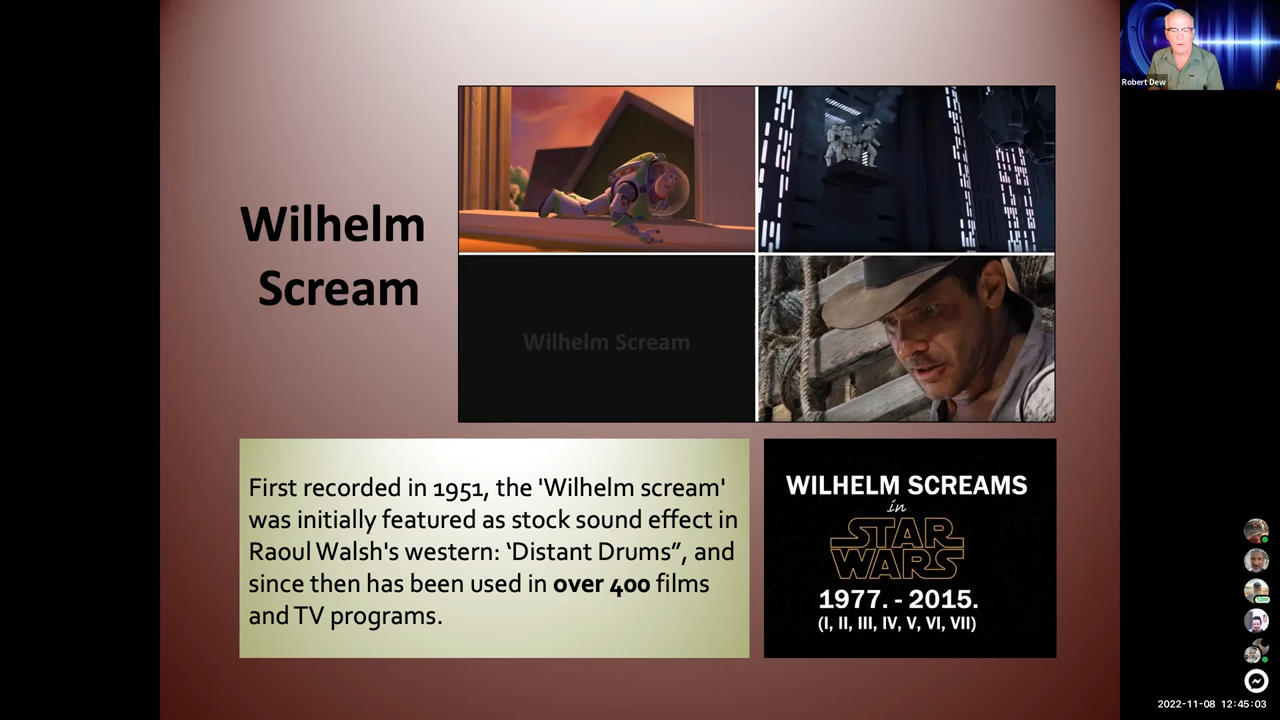 Robert Dew
Wilhelm
Scream
Wilhelm Scream
First recorded in 1951, the 'Wilhelm scream'
was initially featured as stock sound effect in
Raoul Walsh's western: ‘Distant Drums”, and
since then has been used in over 400 films
and TV programs.
WILHELM SCREAMS
in
STAR
WARS
1977. - 2015.
(I, II, III, IV, V, VI, VII)
2022-11-08 12:45:03